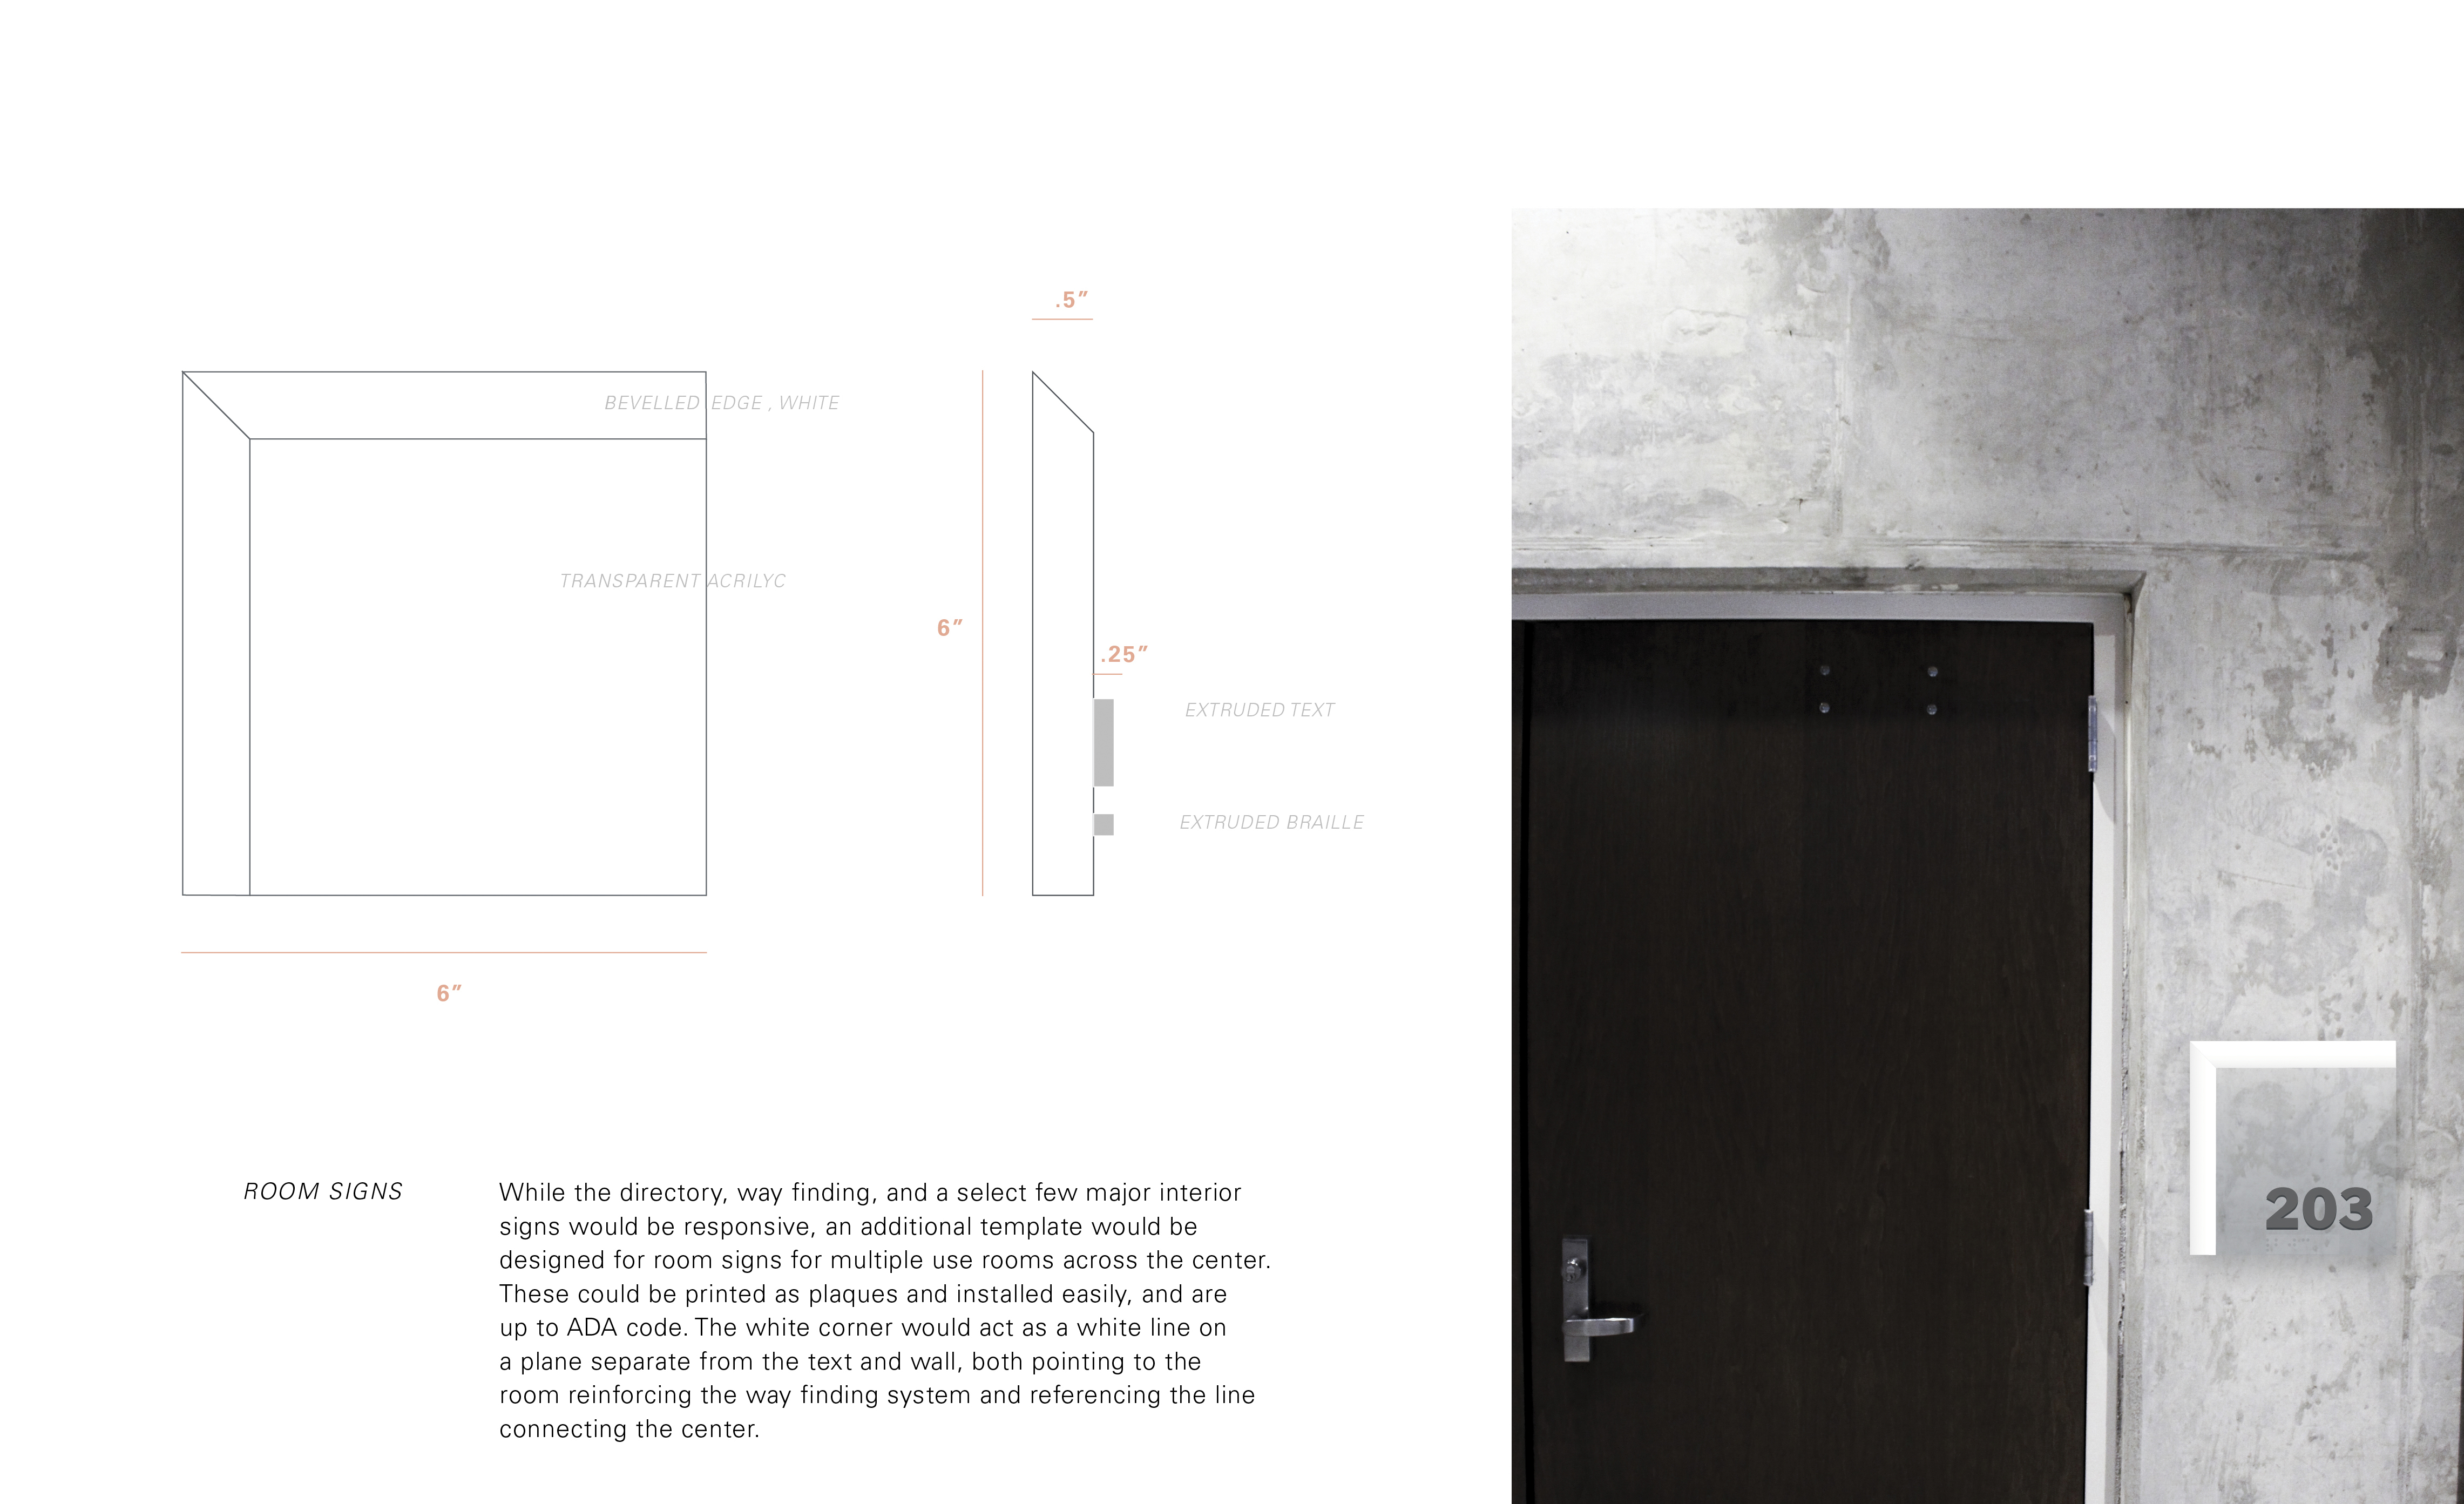 .5”
BEVELLED EDGE , WHITE
TRANSPARENT ACRILYC
6”
.25”
EXTRUDED TEXT
EXTRUDED BRAILLE
6”
ROOM SIGNS
While the directory, way finding, and a select few major interior
signs would be responsive, an additional template would be
designed for room signs for multiple use rooms across the center.
These could be printed as plaques and installed easily, and are
up to ADA code. The white corner would act as a white line on
a plane separate from the text and wall, both pointing to the
room reinforcing the way finding system and referencing the line
connecting the center.
203